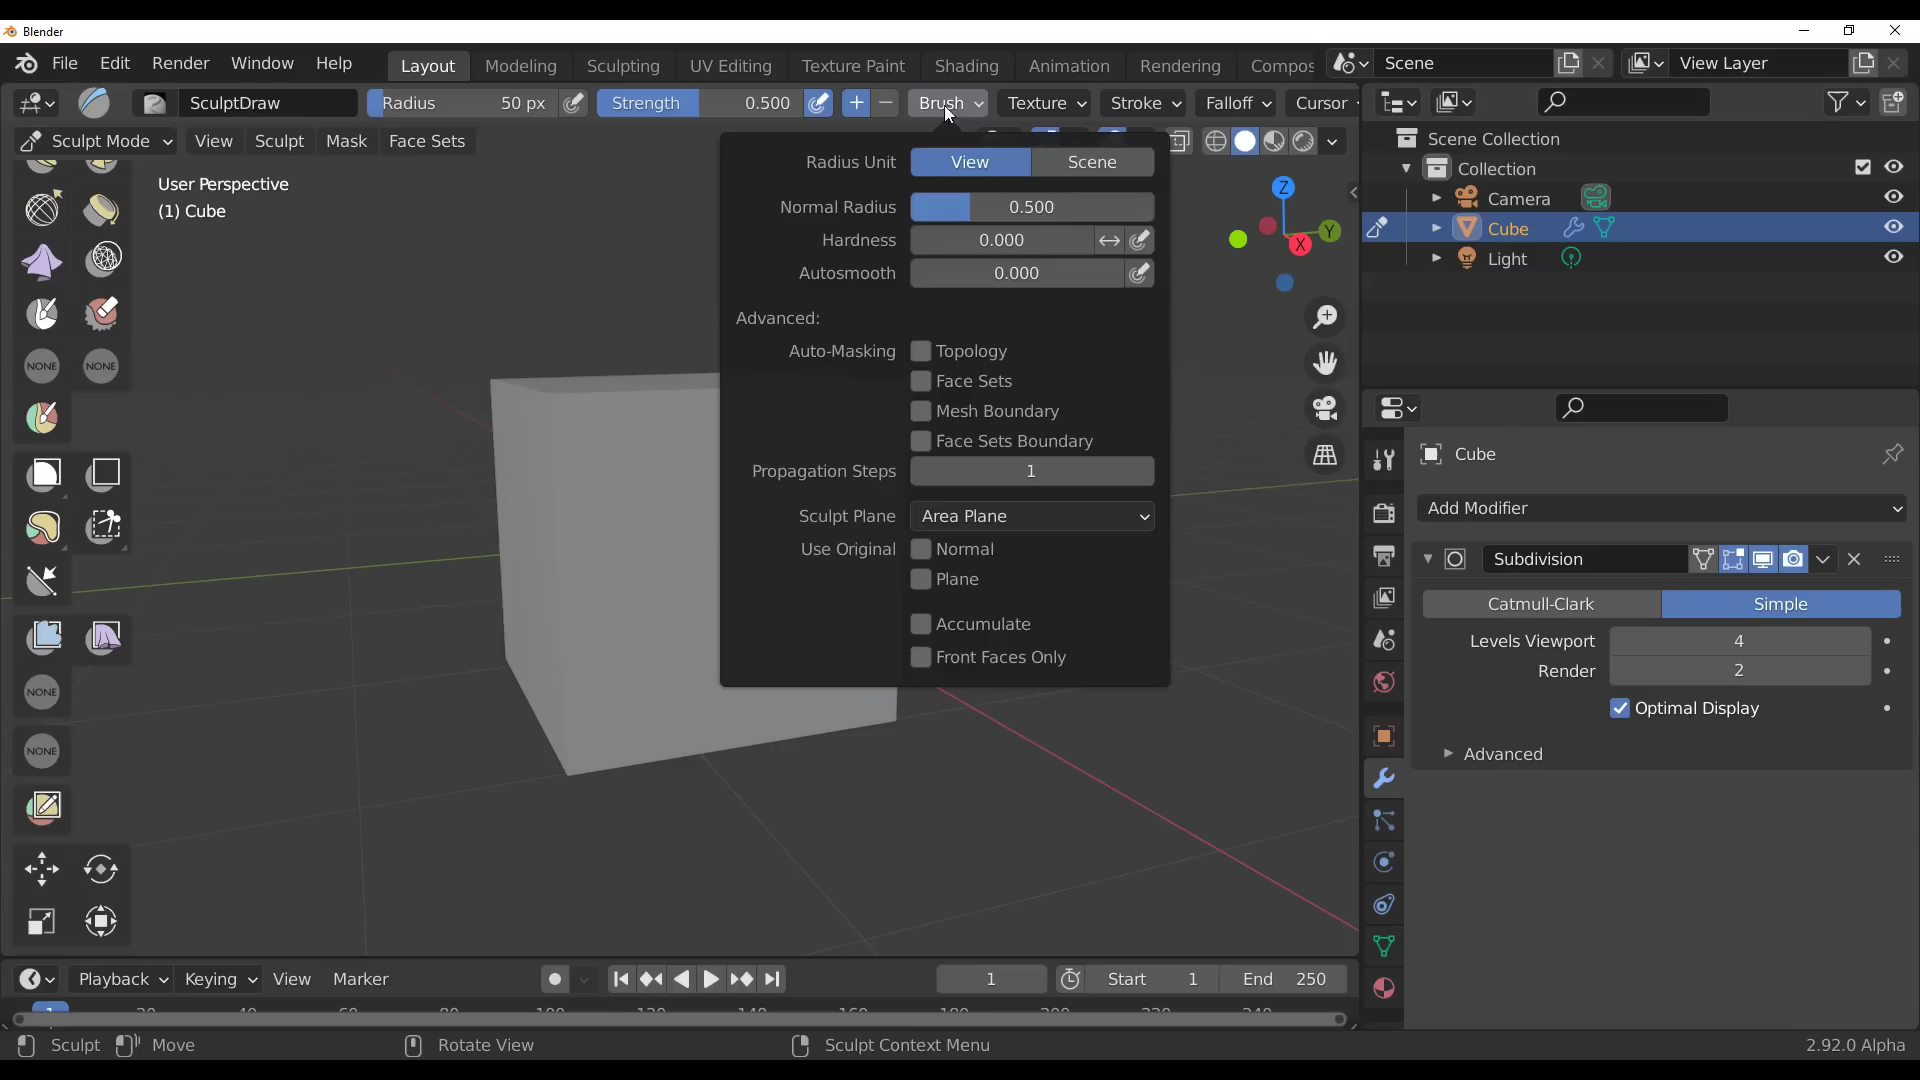 Blender
File Edit Render Window Help Layout Modeling Sculpting UV Editing Texture Paint Shading Animation Rendering Compos Scene View Layer
SculptDraw Radius 50 px Strength 0.500 Brush Texture Stroke Falloff Cursor
Sculpt Mode View Sculpt Mask Face Sets
User Perspective
(1) Cube
NONE NONE
NONE
NONE
Radius Unit View Scene
Normal Radius 0.500
Hardness 0.000
Autosmooth 0.000
Advanced:
Auto-Masking Topology
Face Sets
Mesh Boundary
Face Sets Boundary
Propagation Steps 1
Sculpt Plane Area Plane
Use Original Normal
Plane
Accumulate
Front Faces Only
Z
Y
X
Scene Collection
Collection
Camera
Cube
Light
Cube
Add Modifier
Subdivision
Catmull-Clark Simple
Levels Viewport 4
Render 2
Optimal Display
Advanced
Playback Keying View Marker 1 Start 1 End 250
Sculpt Move Rotate View Sculpt Context Menu 2.92.0 Alpha